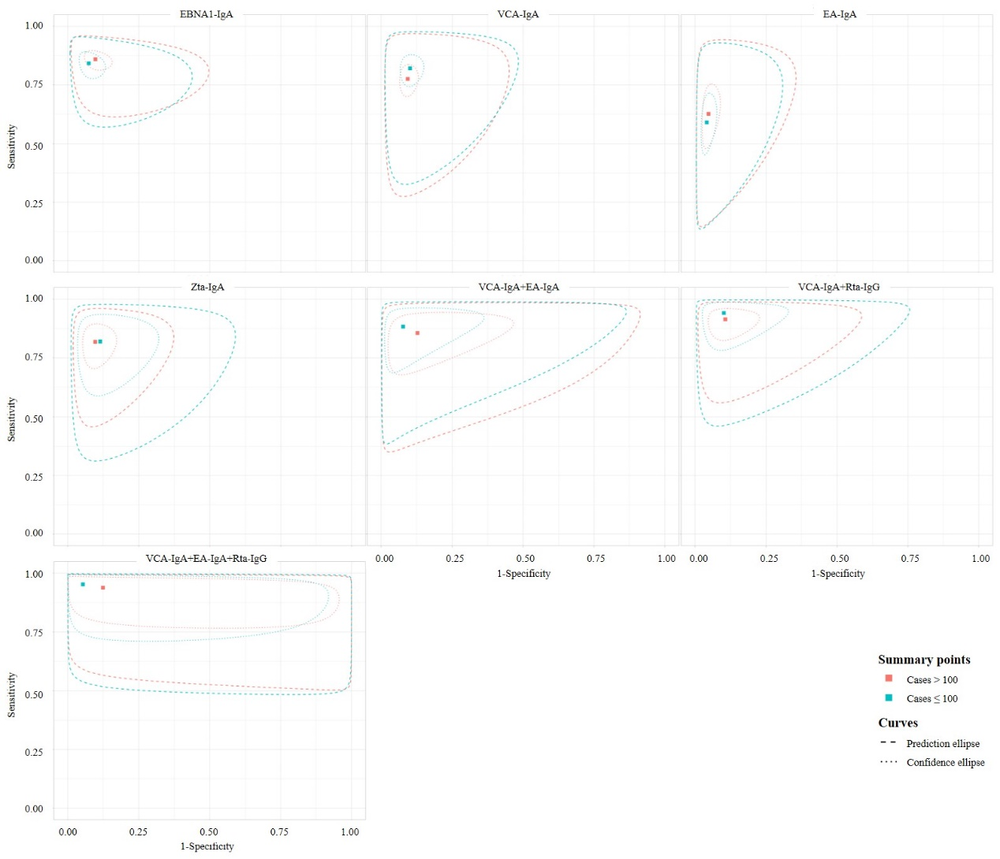 EBNA1-IgA
VCA-IgA
EA-IgA
1.00
0.75
0.50
0.25
0.00
Sensitivity
Zta-IgA
VCA-IgA+EA-IgA
VCA-IgA+Rta-IgG
1.00
0.75
0.50
0.25
0.00
Sensitivity
0.00 0.25 0.50 0.75 1.00
1-Specificity
0.00 0.25 0.50 0.75 1.00
1-Specificity
VCA-IgA+EA-IgA+Rta-IgG
1.00
0.75
0.50
0.25
0.00
Sensitivity
0.00 0.25 0.50 0.75 1.00
1-Specificity
Summary points
Cases > 100
Cases ≤ 100
Curves
Prediction ellipse
Confidence ellipse